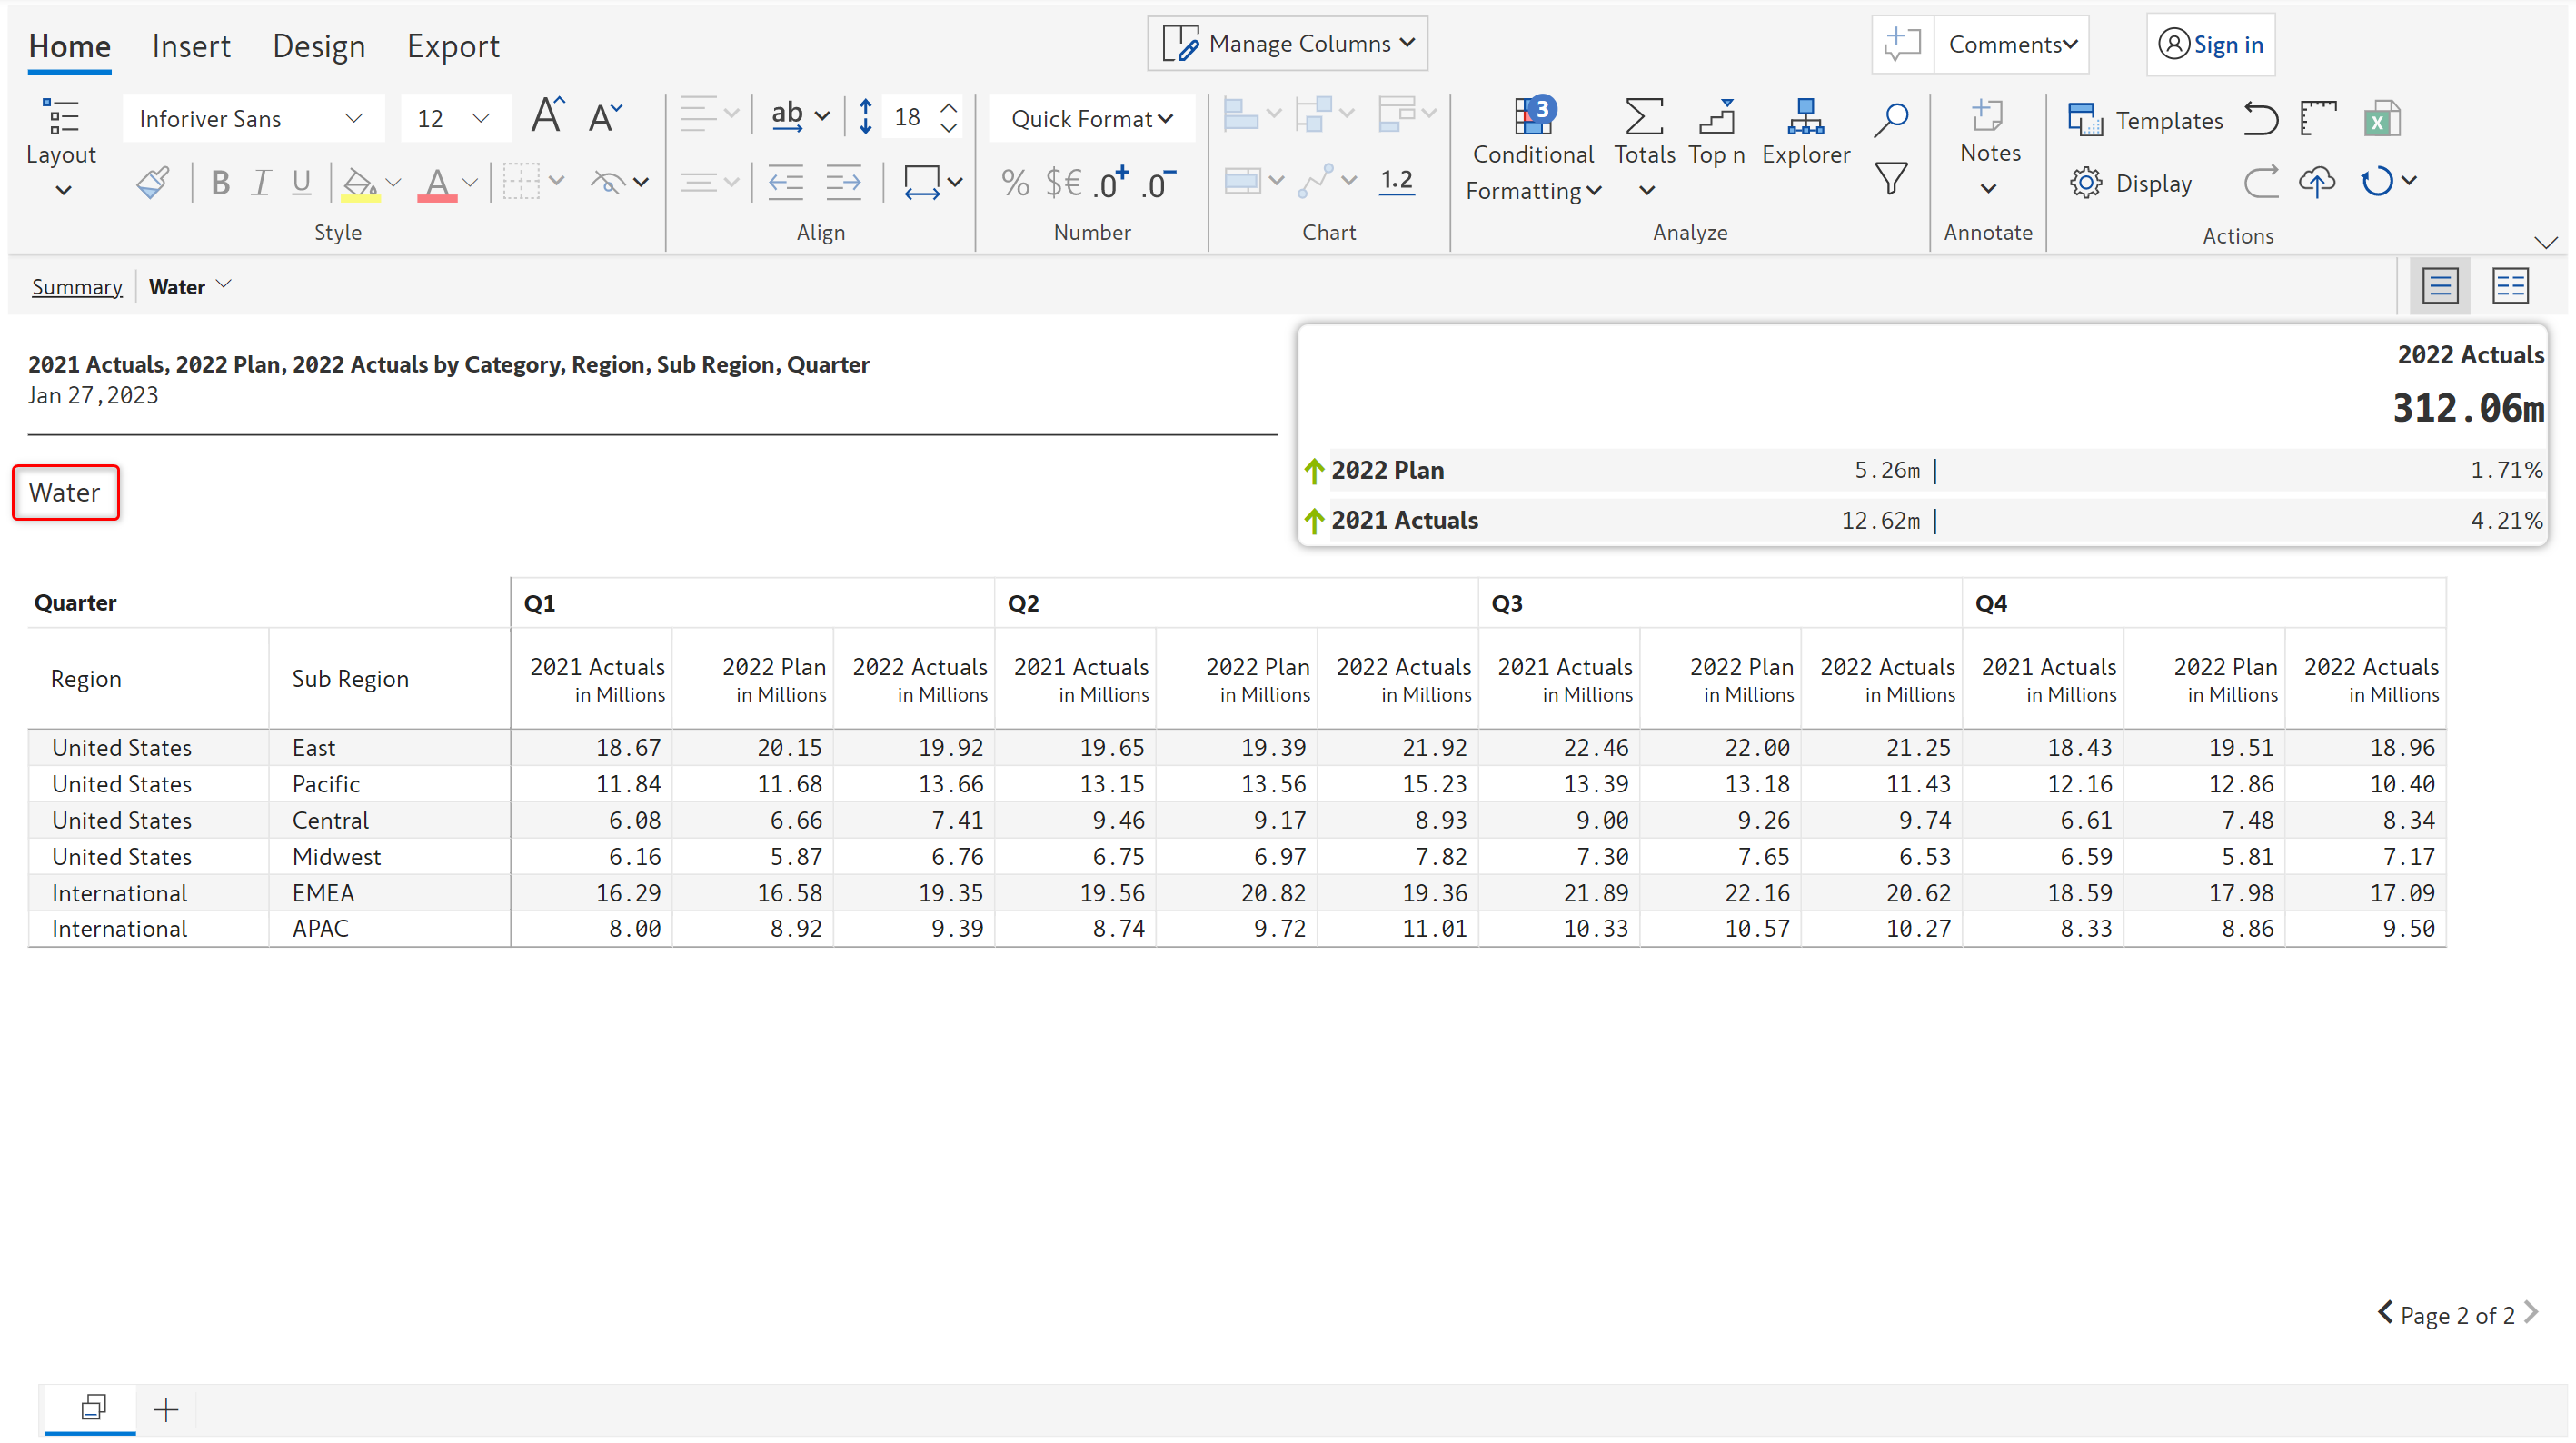 Home Insert Design Export Manage Columns Comments Sign in
Layout Inforiver Sans 12 A A ab 18 Quick Format 3 Conditional Formatting Totals Top n Explorer Notes Templates X
B I U A % $€ .0+ .0- 1.2 Display
Style Align Number Chart Analyze Annotate Actions
Summary Water
2021 Actuals, 2022 Plan, 2022 Actuals by Category, Region, Sub Region, Quarter
Jan 27,2023
2022 Actuals
312.06m
2022 Plan 5.26m | 1.71%
2021 Actuals 12.62m | 4.21%
Water
Quarter Q1 Q2 Q3 Q4
Region Sub Region 2021 Actuals 2022 Plan 2022 Actuals 2021 Actuals 2022 Plan 2022 Actuals 2021 Actuals 2022 Plan 2022 Actuals 2021 Actuals 2022 Plan 2022 Actuals
in Millions in Millions in Millions in Millions in Millions in Millions in Millions in Millions in Millions in Millions in Millions in Millions
United States East 18.67 20.15 19.92 19.65 19.39 21.92 22.46 22.00 21.25 18.43 19.51 18.96
United States Pacific 11.84 11.68 13.66 13.15 13.56 15.23 13.39 13.18 11.43 12.16 12.86 10.40
United States Central 6.08 6.66 7.41 9.46 9.17 8.93 9.00 9.26 9.74 6.61 7.48 8.34
United States Midwest 6.16 5.87 6.76 6.75 6.97 7.82 7.30 7.65 6.53 6.59 5.81 7.17
International EMEA 16.29 16.58 19.35 19.56 20.82 19.36 21.89 22.16 20.62 18.59 17.98 17.09
International APAC 8.00 8.92 9.39 8.74 9.72 11.01 10.33 10.57 10.27 8.33 8.86 9.50
Page 2 of 2